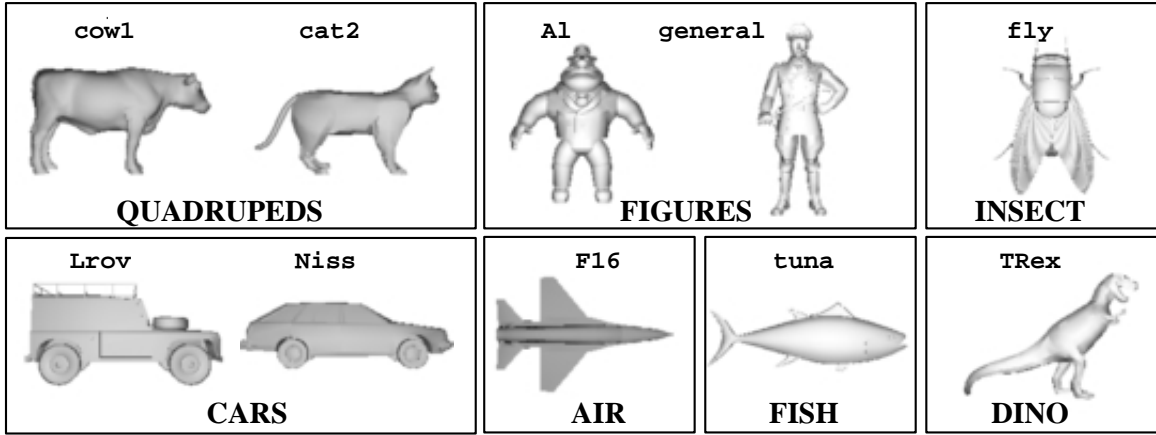 cow1 cat2
QUADRUPEDS
Al general
FIGURES
fly
INSECT
Lrov Niss
CARS
F16
AIR
tuna
FISH
TRex
DINO